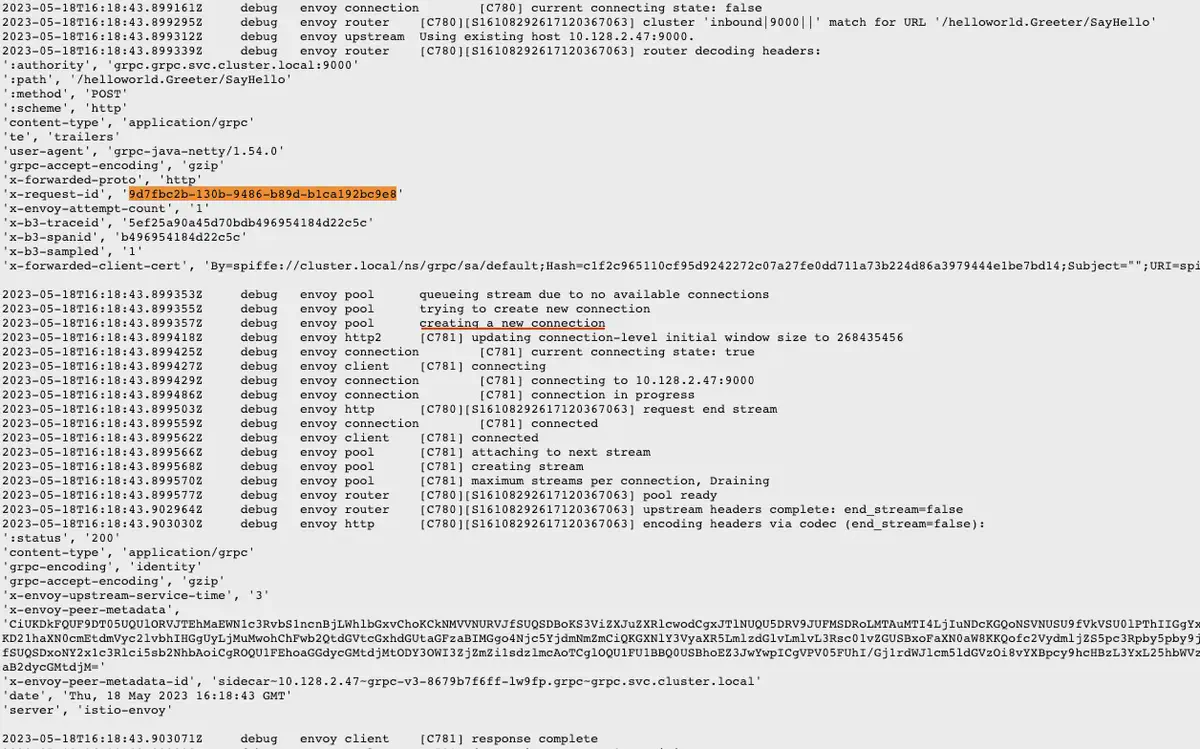 2023-05-18T16:18:43.899161Z debug envoy connection [C780] current connecting state: false
2023-05-18T16:18:43.899295Z debug envoy router [C780][S16108292617120367063] cluster 'inbound|9000||' match for URL '/helloworld.Greeter/SayHello'
2023-05-18T16:18:43.899312Z debug envoy upstream Using existing host 10.128.2.47:9000.
2023-05-18T16:18:43.899339Z debug envoy router [C780][S16108292617120367063] router decoding headers:
':authority', 'grpc.grpc.svc.cluster.local:9000'
':path', '/helloworld.Greeter/SayHello'
':method', 'POST'
':scheme', 'http'
'content-type', 'application/grpc'
'te', 'trailers'
'user-agent', 'grpc-java-netty/1.54.0'
'grpc-accept-encoding', 'gzip'
'x-forwarded-proto', 'http'
'x-request-id', '9d7fbc2b-130b-9486-b89d-b1ca192bc9e8'
'x-envoy-attempt-count', '1'
'x-b3-traceid', '5ef25a90a45d70bdb496954184d22c5c'
'x-b3-spanid', 'b496954184d22c5c'
'x-b3-sampled', '1'
'x-forwarded-client-cert', 'By=spiffe://cluster.local/ns/grpc/sa/default;Hash=c1f2c965110cf95d9242272c07a27fe0dd711a73b224d86a3979444e1be7bd14;Subject="";URI=spi
2023-05-18T16:18:43.899353Z debug envoy pool queueing stream due to no available connections
2023-05-18T16:18:43.899355Z debug envoy pool trying to create new connection
2023-05-18T16:18:43.899357Z debug envoy pool creating a new connection
2023-05-18T16:18:43.899418Z debug envoy http2 [C781] updating connection-level initial window size to 268435456
2023-05-18T16:18:43.899425Z debug envoy connection [C781] current connecting state: true
2023-05-18T16:18:43.899427Z debug envoy client [C781] connecting
2023-05-18T16:18:43.899429Z debug envoy connection [C781] connecting to 10.128.2.47:9000
2023-05-18T16:18:43.899486Z debug envoy connection [C781] connection in progress
2023-05-18T16:18:43.899503Z debug envoy http [C780][S16108292617120367063] request end stream
2023-05-18T16:18:43.899559Z debug envoy connection [C781] connected
2023-05-18T16:18:43.899562Z debug envoy client [C781] connected
2023-05-18T16:18:43.899566Z debug envoy pool [C781] attaching to next stream
2023-05-18T16:18:43.899568Z debug envoy pool [C781] creating stream
2023-05-18T16:18:43.899570Z debug envoy pool [C781] maximum streams per connection, Draining
2023-05-18T16:18:43.899577Z debug envoy router [C780][S16108292617120367063] pool ready
2023-05-18T16:18:43.902964Z debug envoy router [C780][S16108292617120367063] upstream headers complete: end_stream=false
2023-05-18T16:18:43.903030Z debug envoy http [C780][S16108292617120367063] encoding headers via codec (end_stream=false):
':status', '200'
'content-type', 'application/grpc'
'grpc-encoding', 'identity'
'grpc-accept-encoding', 'gzip'
'x-envoy-upstream-service-time', '3'
'x-envoy-peer-metadata',
'x-envoy-peer-metadata-id', 'sidecar~10.128.2.47~grpc-v3-8679b7f6ff-lw9fp.grpc~grpc.svc.cluster.local'
'date', 'Thu, 18 May 2023 16:18:43 GMT'
'server', 'istio-envoy'
2023-05-18T16:18:43.903071Z debug envoy client [C781] response complete